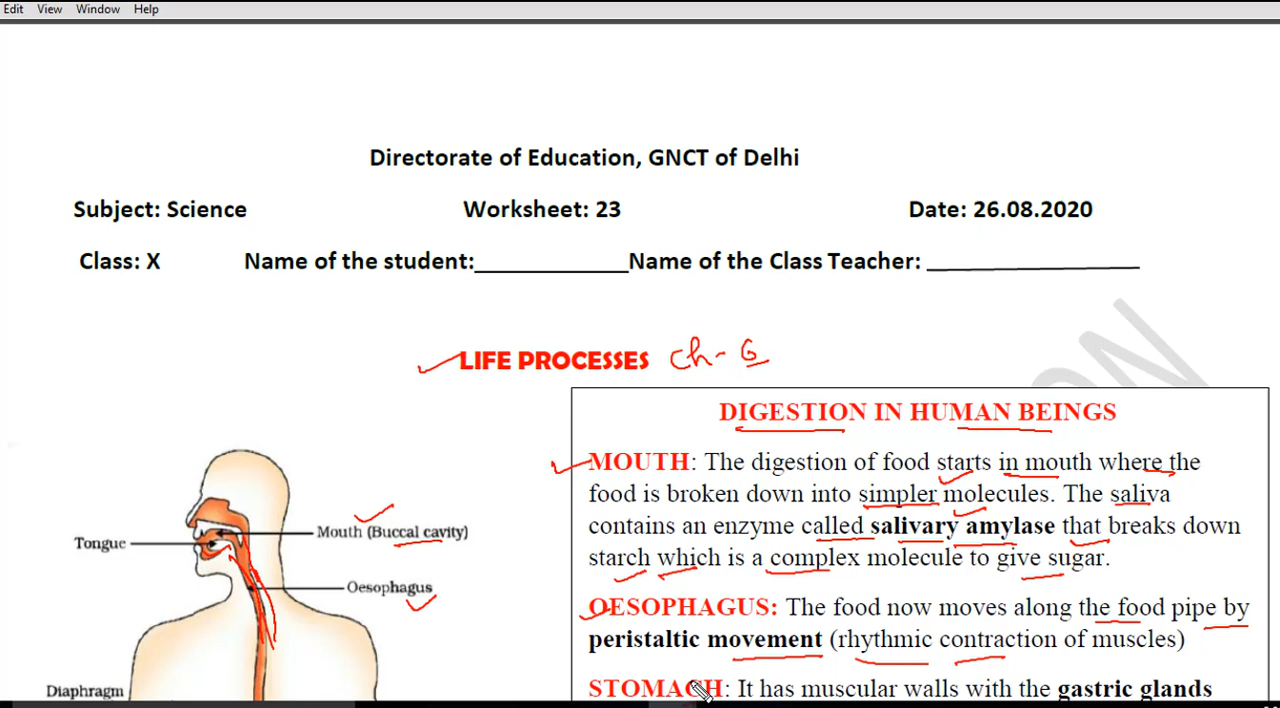 Edit View Window Help
Directorate of Education, GNCT of Delhi
Subject: Science Worksheet: 23 Date: 26.08.2020
Class: X Name of the student:____________Name of the Class Teacher: _________________
LIFE PROCESSES Ch- 6
DIGESTION IN HUMAN BEINGS
MOUTH: The digestion of food starts in mouth where the
food is broken down into simpler molecules. The saliva
contains an enzyme called salivary amylase that breaks down
starch which is a complex molecule to give sugar.
OESOPHAGUS: The food now moves along the food pipe by
peristaltic movement (rhythmic contraction of muscles)
STOMACH: It has muscular walls with the gastric glands
Mouth (Buccal cavity)
Tongue
Oesophagus
Diaphragm